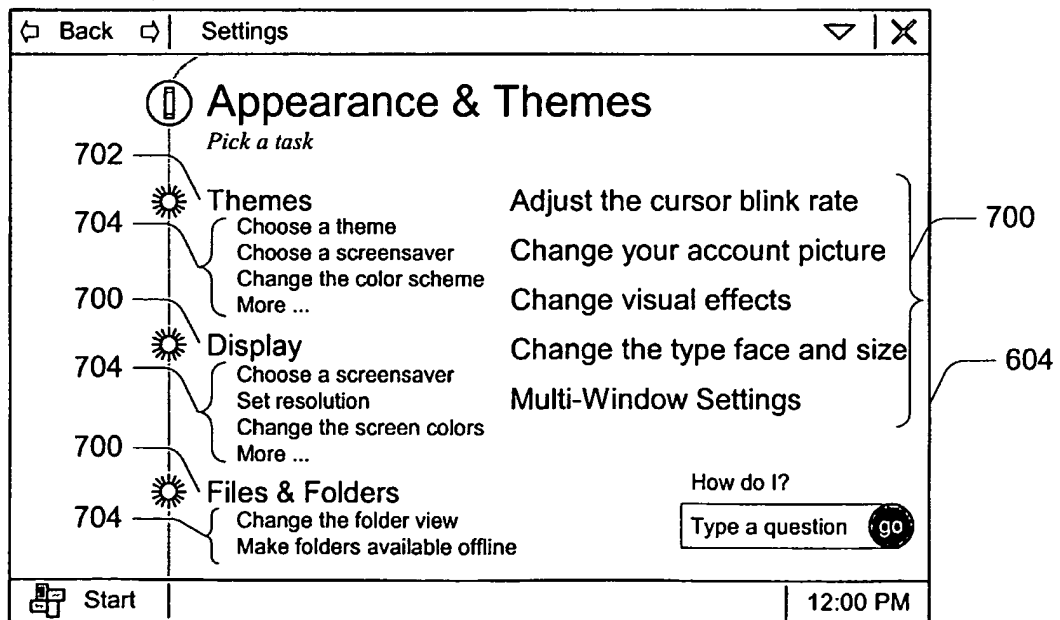 Back Settings
Appearance & Themes
Pick a task
702
Themes
704
Choose a theme
Choose a screensaver
Change the color scheme
More ...
700
Display
704
Choose a screensaver
Set resolution
Change the screen colors
More ...
700
Files & Folders
704
Change the folder view
Make folders available offline
Adjust the cursor blink rate
Change your account picture
Change visual effects
Change the type face and size
Multi-Window Settings
700
604
How do I?
Type a question go
Start 12:00 PM